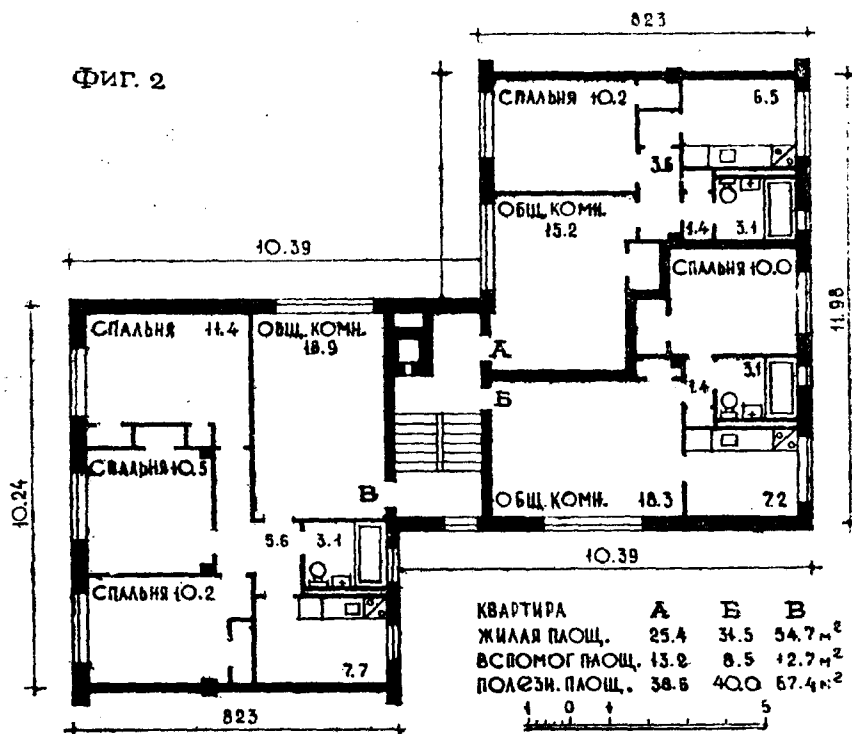 ФИГ. 2
823
СПАЛЬНЯ 10.2
6.5
3.6
ОБЩ. КОМН.
15.2
1.4
3.1
10.39
СПАЛЬНЯ 10.0
11.98
СПАЛЬНЯ 11.4
ОБЩ. КОМН.
18.9
А
3.1
1.4
Б
СПАЛЬНЯ 10.5
В
ОБЩ. КОМН. 18.3
7.2
10.24
5.6
3.1
10.39
СПАЛЬНЯ 10.2
7.7
КВАРТИРА А Б В
ЖИЛАЯ ПЛОЩ. 25.4 31.5 54.7 м²
ВСПОМОГ ПЛОЩ. 13.2 8.5 12.7 м²
ПОЛЕЗН. ПЛОЩ. 38.6 40.0 67.4 м²
823
1 0 1 5